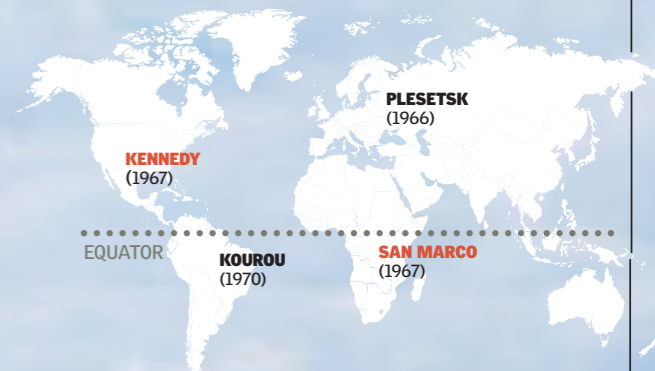 PLESETSK
(1966)
KENNEDY
(1967)
EQUATOR
KOUROU
(1970)
SAN MARCO
(1967)